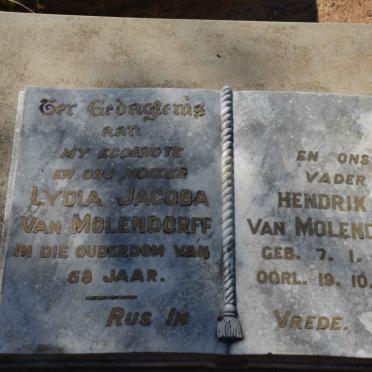 Ter Gedagtenis
aan
MY EGGENOTE
EN ONS MOEDER
LYDIA JACOBA
VAN MOLENDORFF
IN DIE OUDERDOM VAN
58 JAAR.
RUS IN
EN ONS
VADER
HENDRIK
VAN MOLEND
GEB. 7. 1.
OORL. 19. 10.
VREDE.